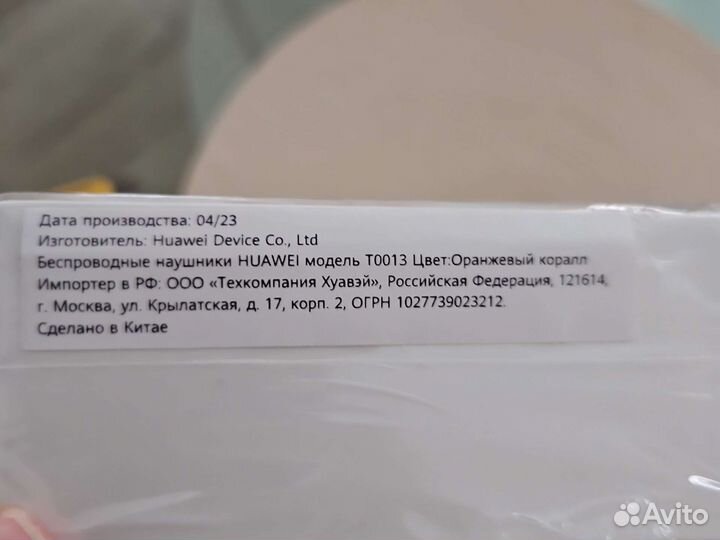 Дата производства: 04/23
Изготовитель: Huawei Device Co., Ltd
Беспроводные наушники HUAWEI модель T0013 Цвет:Оранжевый коралл
Импортер в РФ: ООО «Техкомпания Хуавэй», Российская Федерация, 121614,
г. Москва, ул. Крылатская, д. 17, корп. 2, ОГРН 1027739023212.
Сделано в Китае
Avito